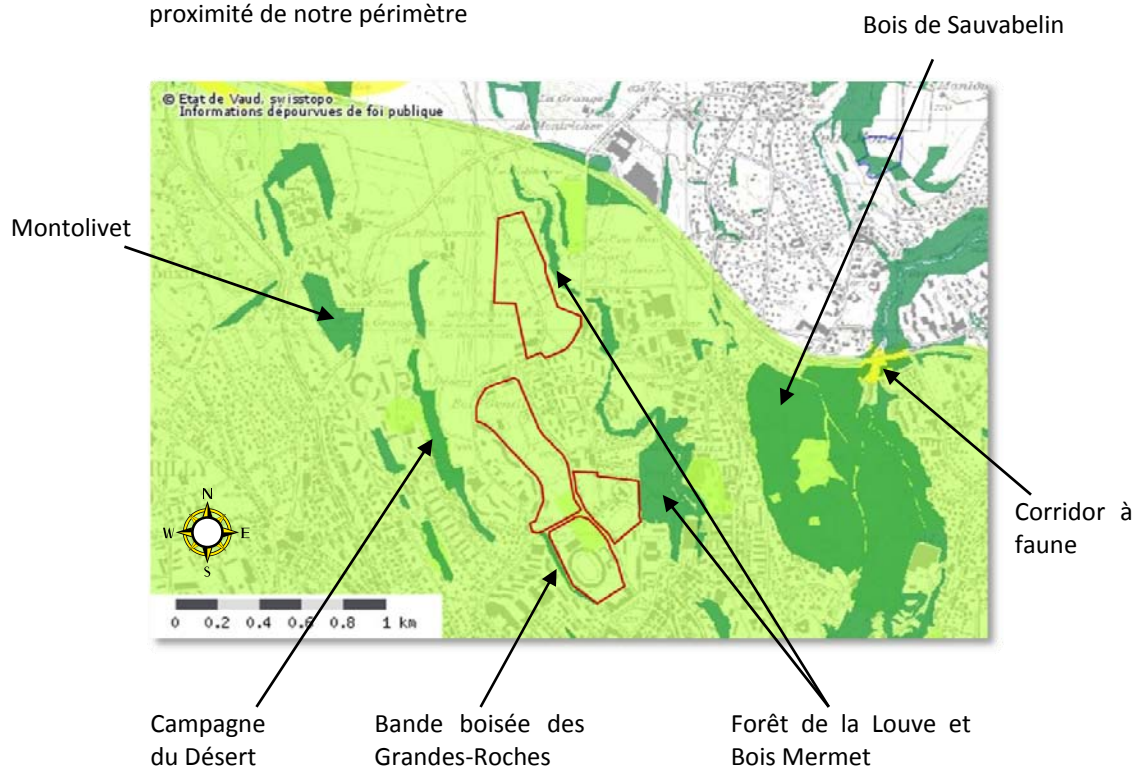 proximité de notre périmètre
Bois de Sauvabelin
© Etat de Vaud, swisstopo
Informations dépourvues de foi publique
La Grange
Montolivet
N
W E
S
Corridor à
faune
0 0.2 0.4 0.6 0.8 1 km
Campagne
du Désert
Bande boisée des
Grandes-Roches
Forêt de la Louve et
Bois Mermet